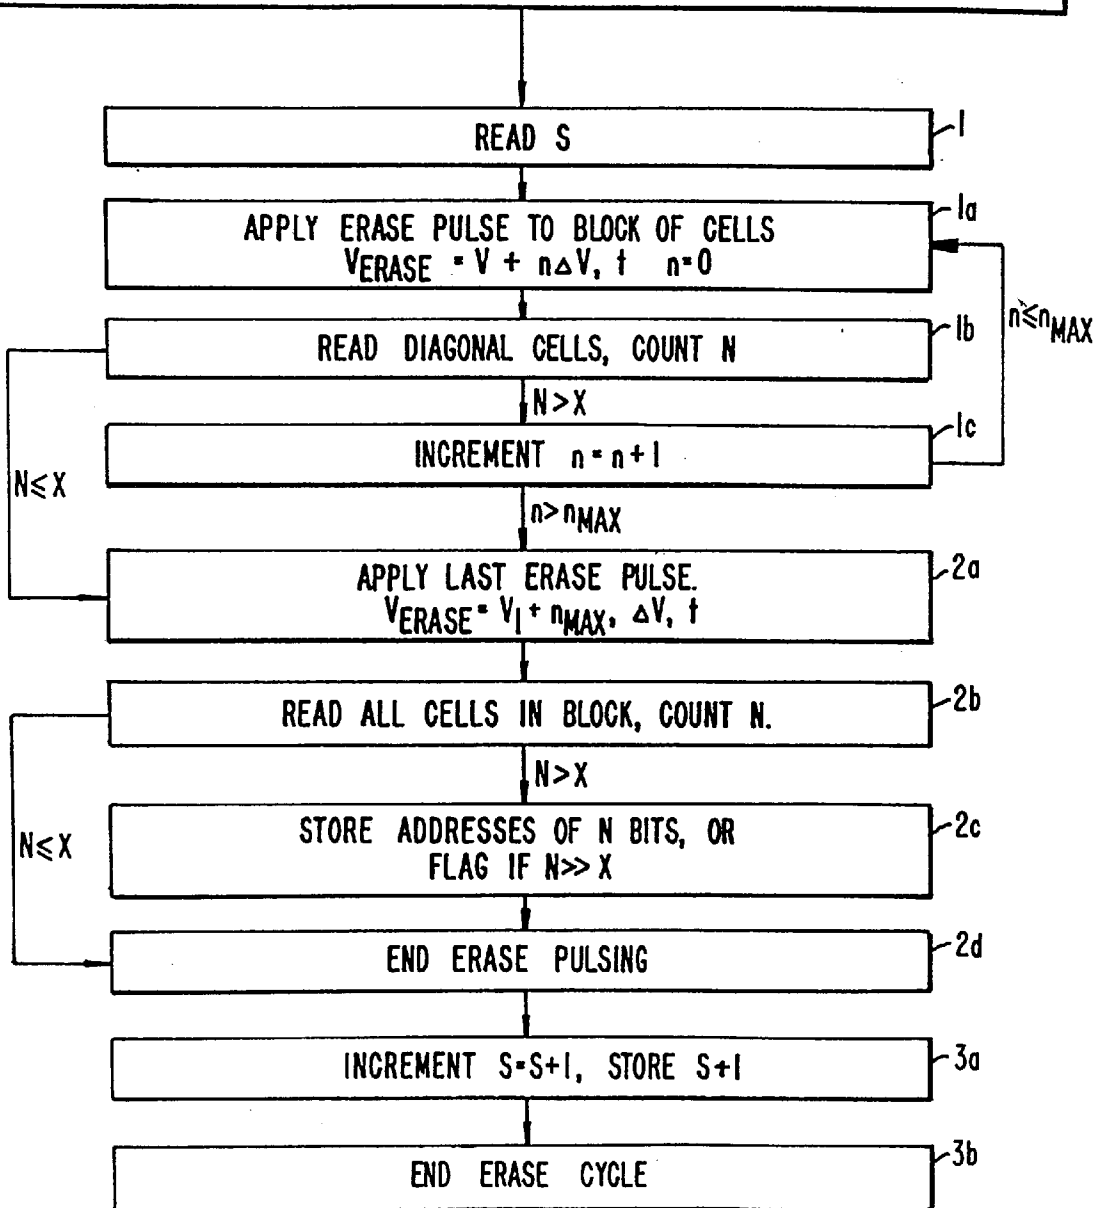 READ S
1
APPLY ERASE PULSE TO BLOCK OF CELLS
VERASE = V + n△V, t n=0
1a
n≤nMAX
READ DIAGONAL CELLS, COUNT N
1b
N>X
INCREMENT n=n+1
1c
N≤X
n>nMAX
APPLY LAST ERASE PULSE.
VERASE= V1+ nMAX, △V, t
2a
READ ALL CELLS IN BLOCK, COUNT N.
2b
N>X
STORE ADDRESSES OF N BITS, OR
FLAG IF N>>X
2c
N≤X
END ERASE PULSING
2d
INCREMENT S=S+1, STORE S+1
3a
END ERASE CYCLE
3b